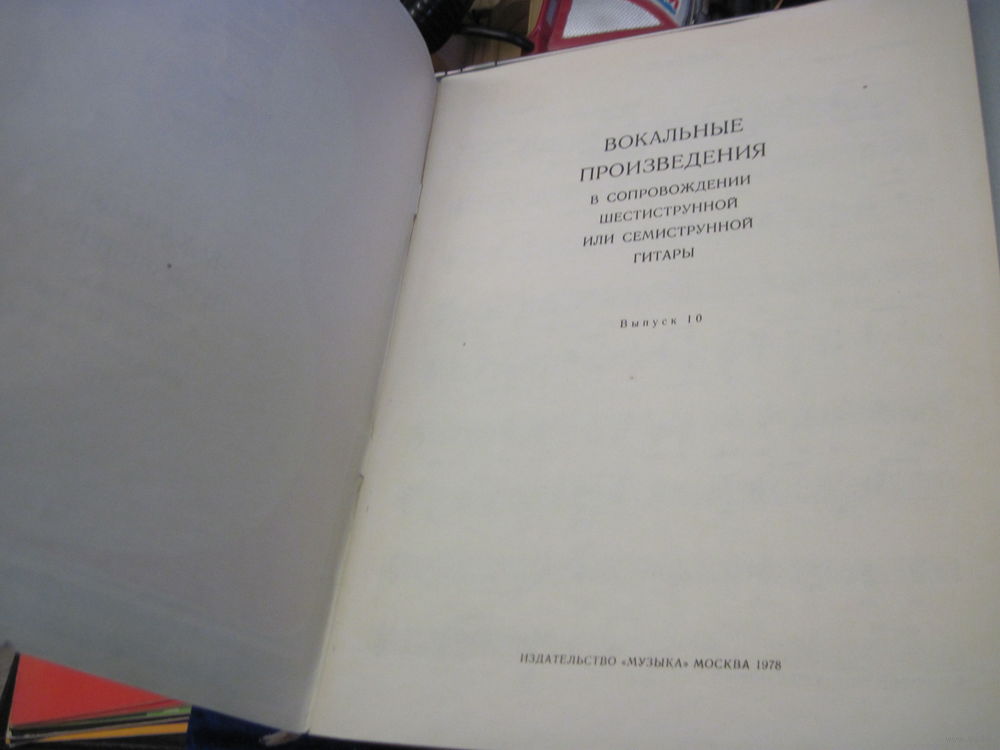 ВОКАЛЬНЫЕ
ПРОИЗВЕДЕНИЯ
В СОПРОВОЖДЕНИИ
ШЕСТИСТРУННОЙ
ИЛИ СЕМИСТРУННОЙ
ГИТАРЫ
Выпуск 10
ИЗДАТЕЛЬСТВО «МУЗЫКА» МОСКВА 1978